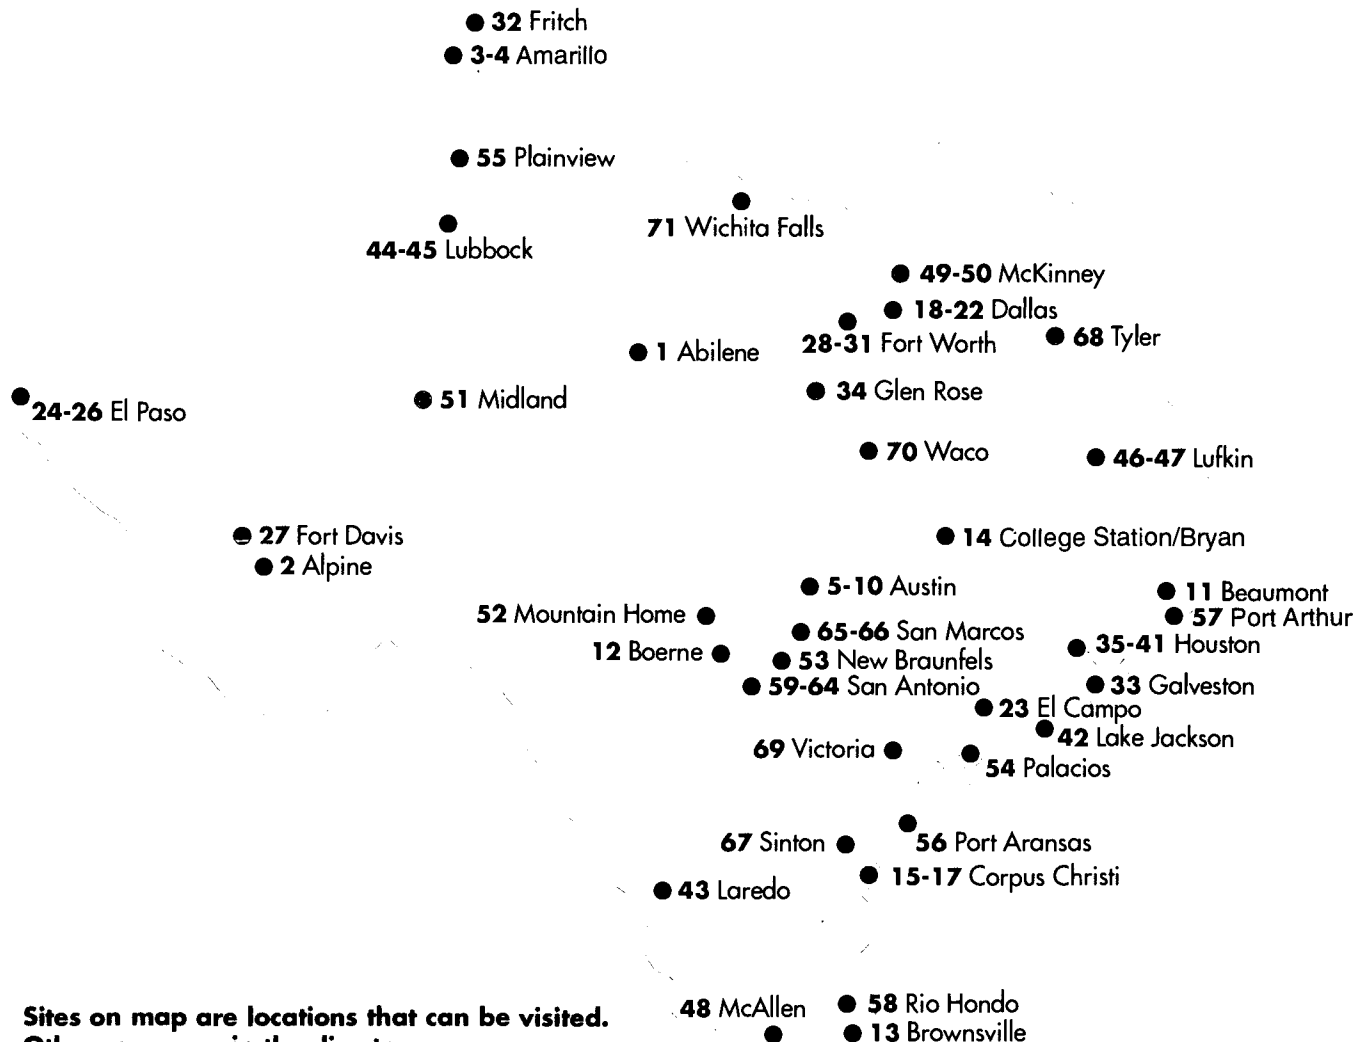 32 Fritch
3-4 Amarillo
55 Plainview
71 Wichita Falls
44-45 Lubbock
49-50 McKinney
18-22 Dallas
28-31 Fort Worth
68 Tyler
1 Abilene
34 Glen Rose
24-26 El Paso
51 Midland
70 Waco
46-47 Lufkin
27 Fort Davis
14 College Station/Bryan
2 Alpine
5-10 Austin
11 Beaumont
52 Mountain Home
57 Port Arthur
65-66 San Marcos
35-41 Houston
12 Boerne
53 New Braunfels
59-64 San Antonio
33 Galveston
23 El Campo
42 Lake Jackson
69 Victoria
54 Palacios
67 Sinton
56 Port Aransas
15-17 Corpus Christi
43 Laredo
48 McAllen
58 Rio Hondo
Sites on map are locations that can be visited.
13 Brownsville